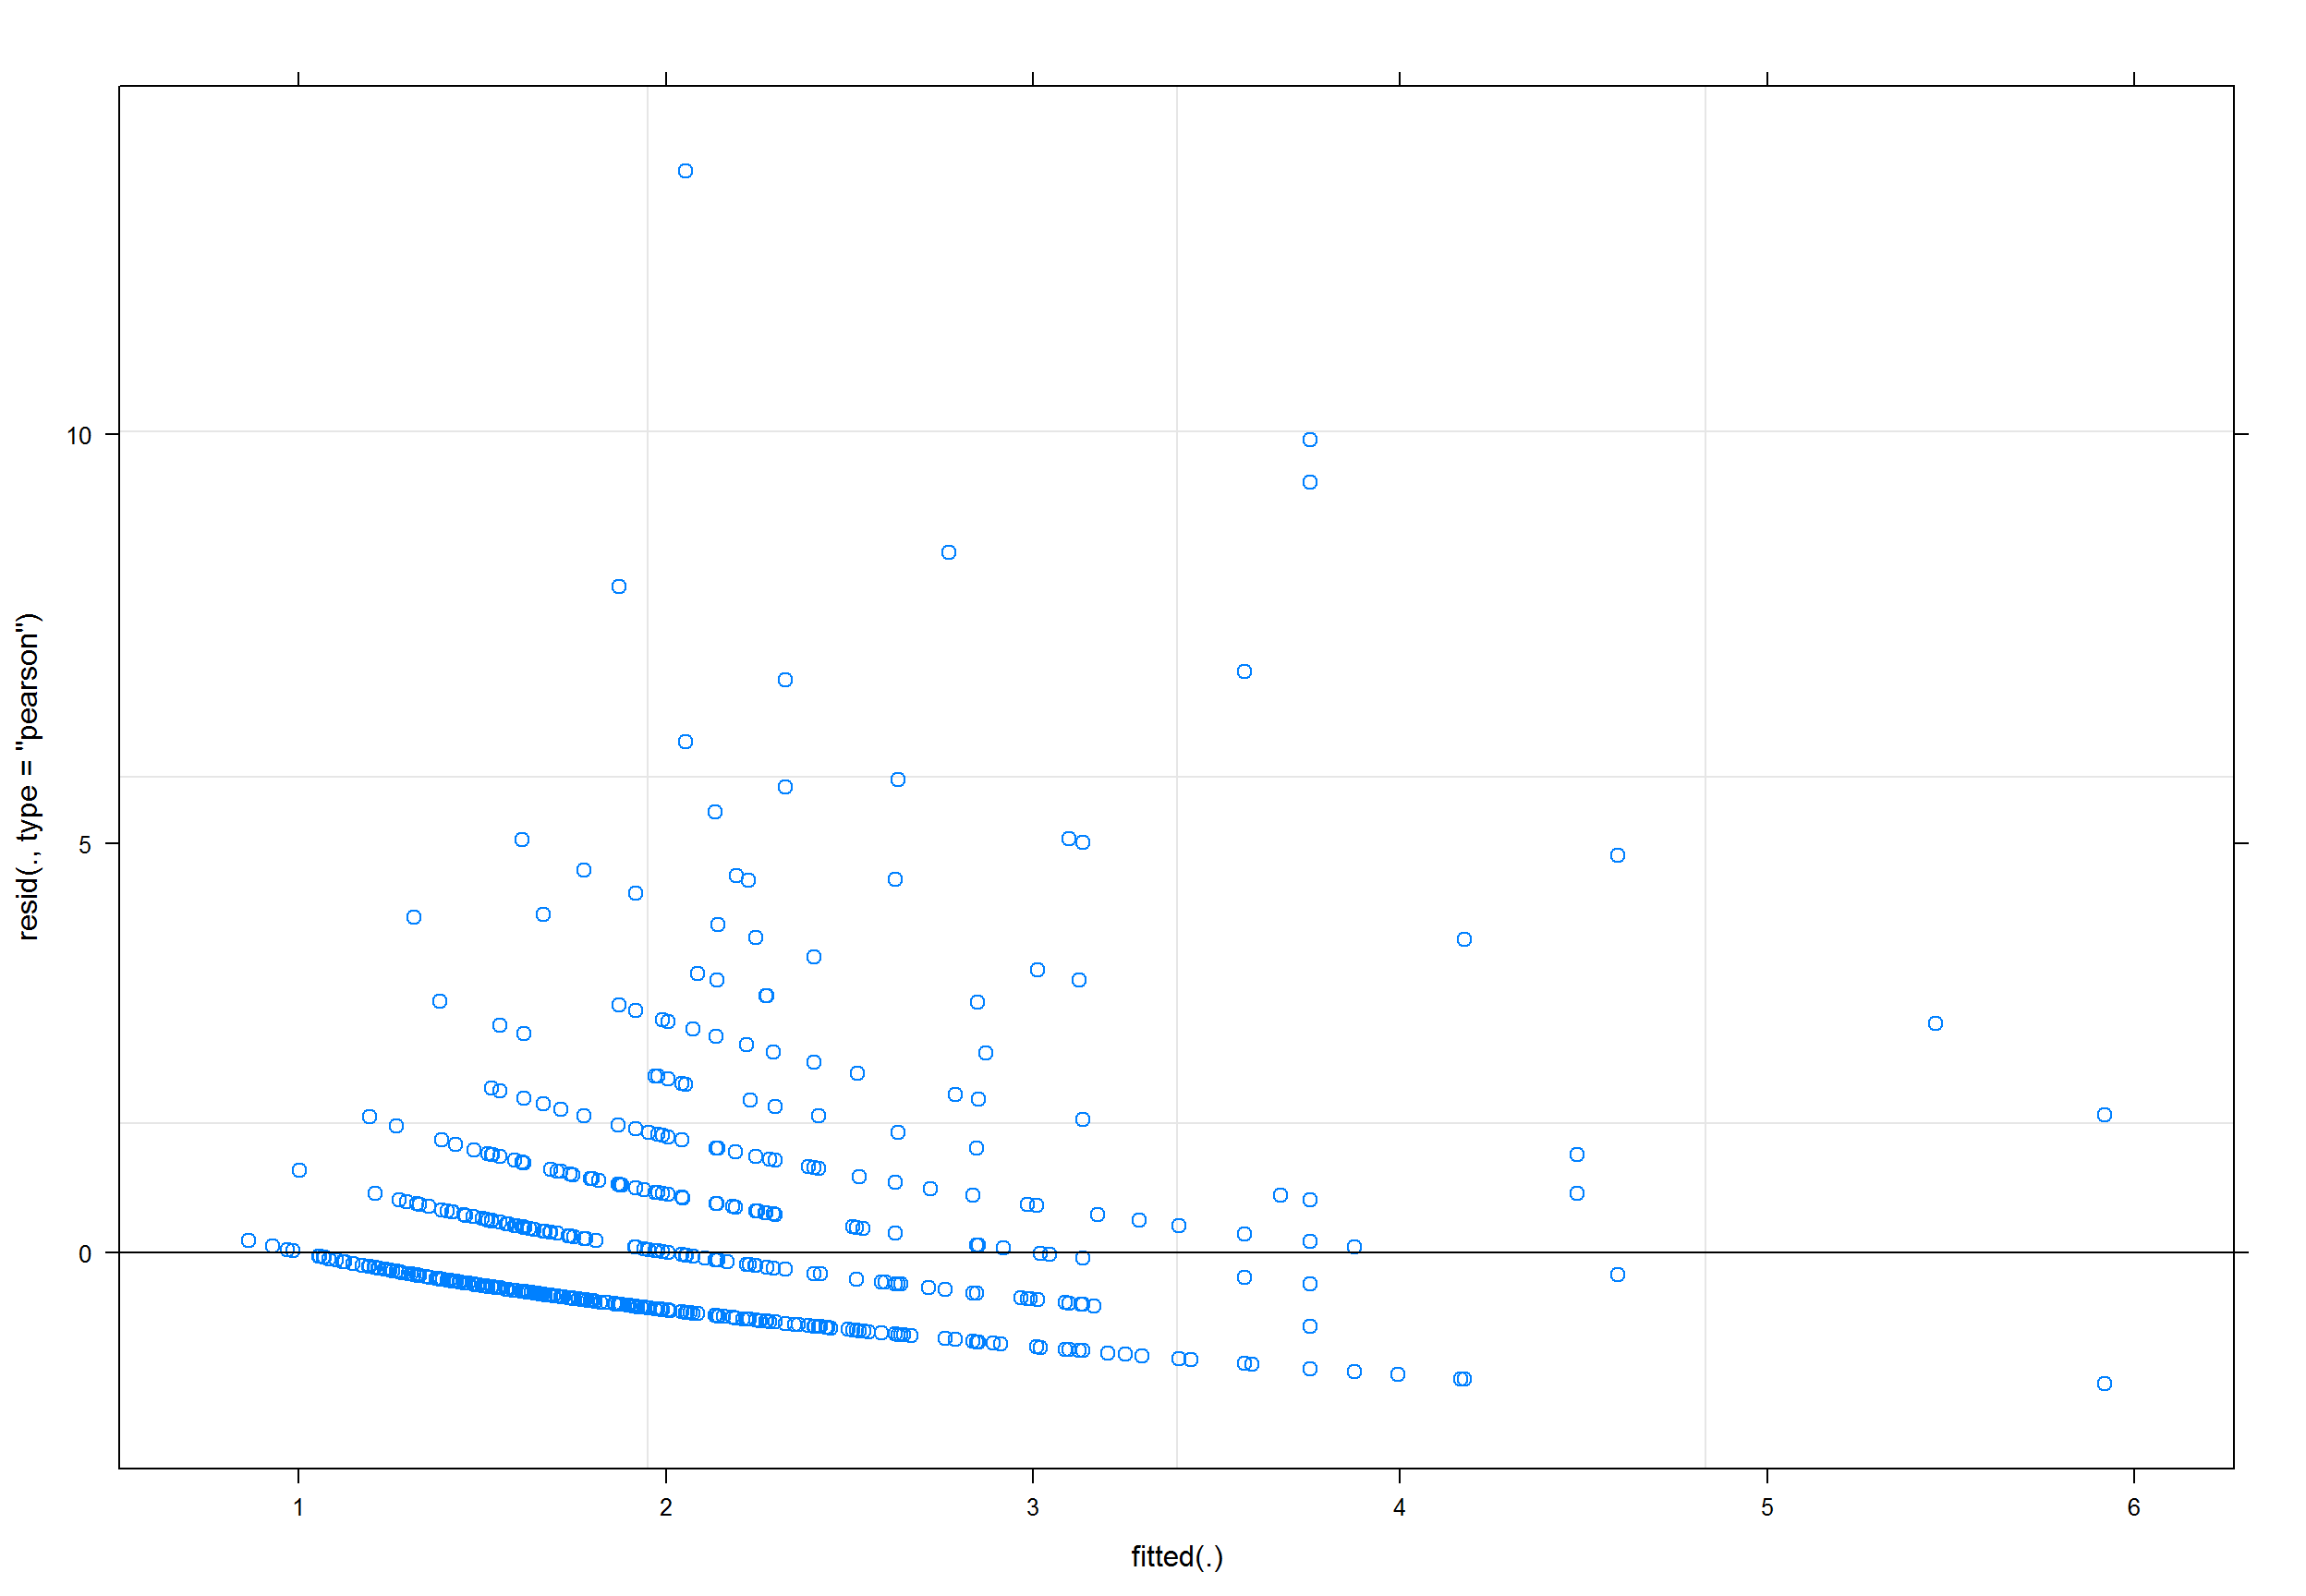 10
5
0
resid(., type = "pearson")
1 2 3 4 5 6
fitted(.)